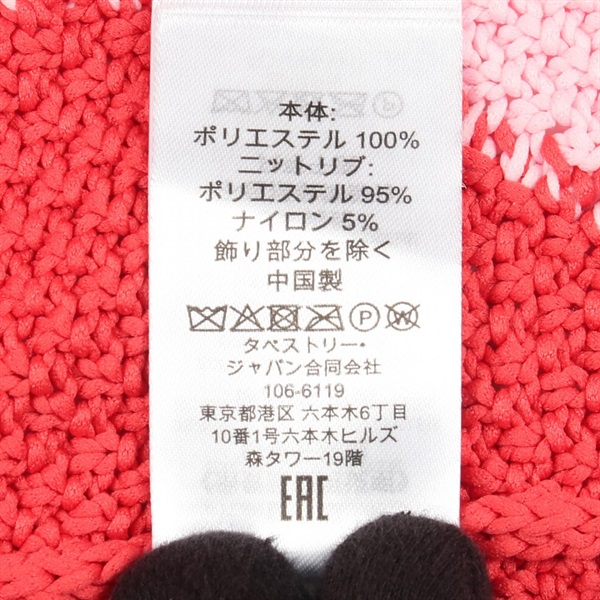 本体:
ポリエステル 100%
ニットリブ:
ポリエステル 95%
ナイロン 5%
飾り部分を除く
中国製
P W
タペストリー・
ジャパン合同会社
106-6119
東京都港区 六本木6丁目
10番1号六本木ヒルズ
森タワー19階
EAC